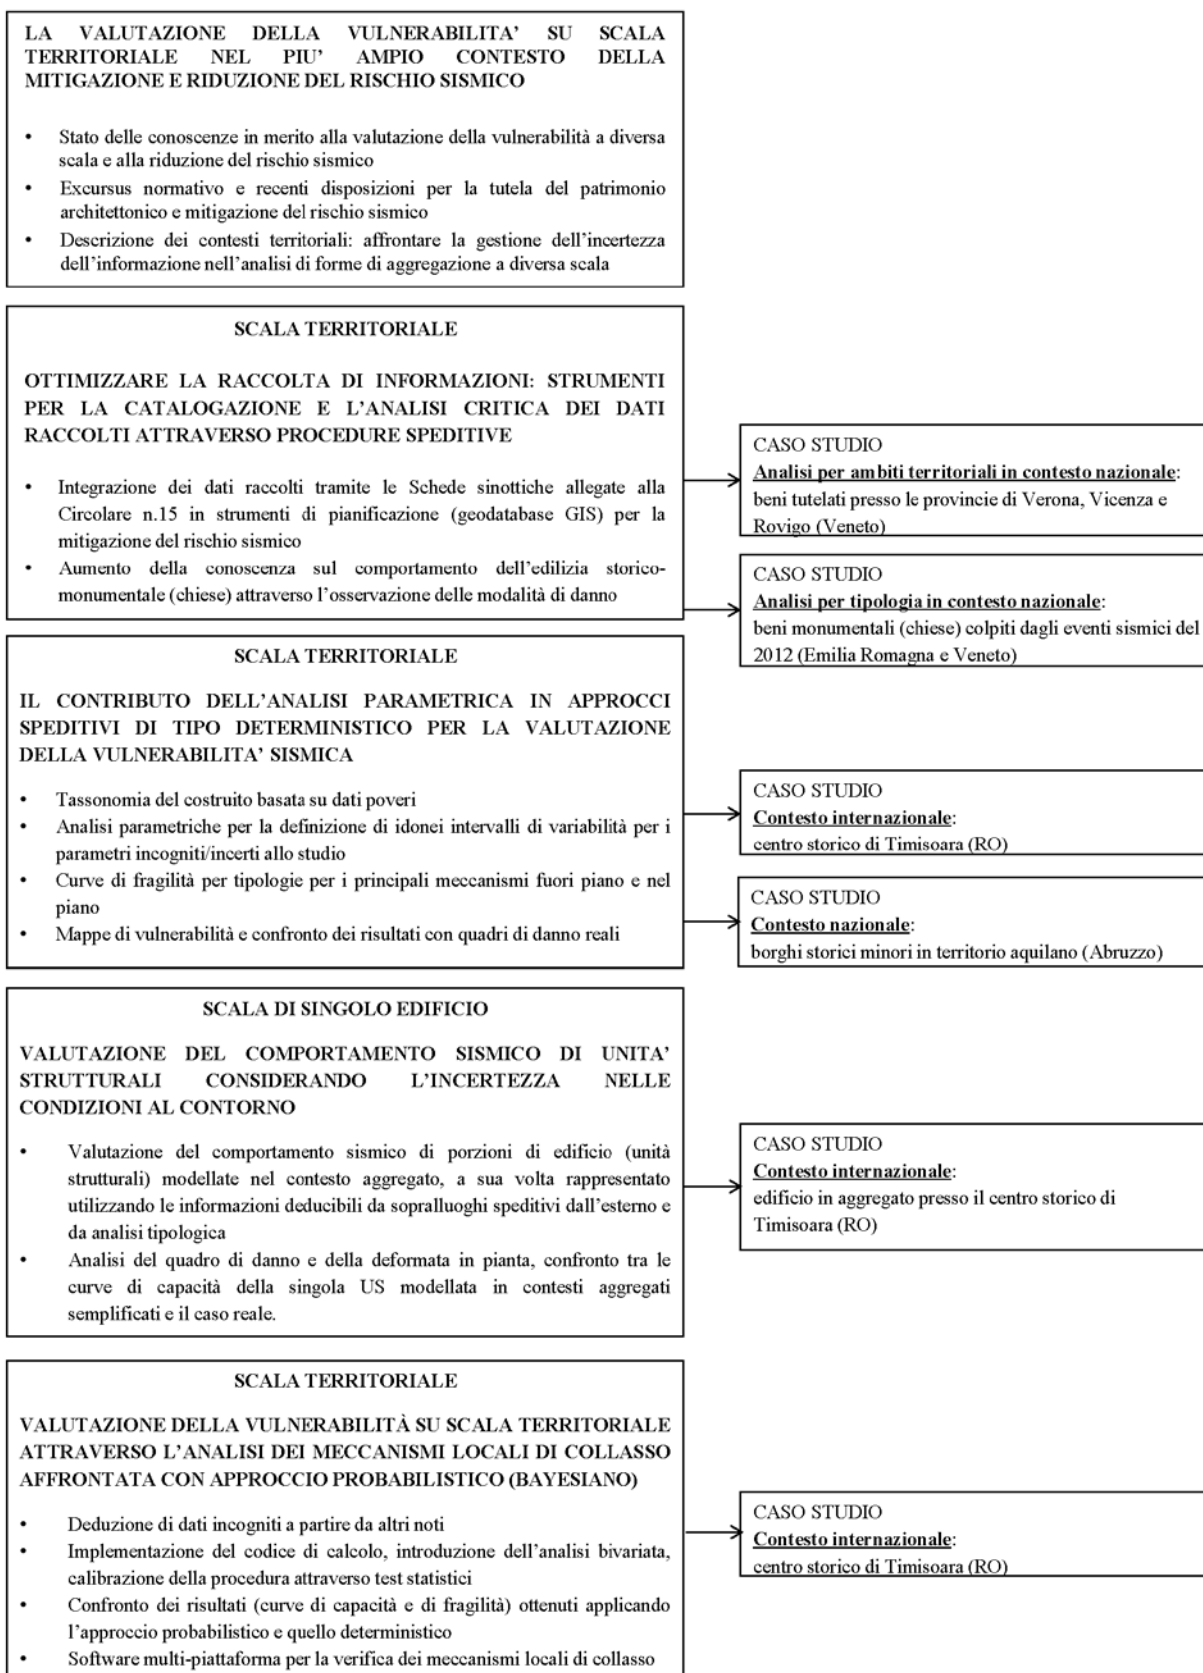 LA VALUTAZIONE DELLA VULNERABILITA' SU SCALA
TERRITORIALE NEL PIU' AMPIO CONTESTO DELLA
MITIGAZIONE E RIDUZIONE DEL RISCHIO SISMICO
• Stato delle conoscenze in merito alla valutazione della vulnerabilità a diversa
scala e alla riduzione del rischio sismico
• Excursus normativo e recenti disposizioni per la tutela del patrimonio
architettonico e mitigazione del rischio sismico
• Descrizione dei contesti territoriali: affrontare la gestione dell'incertezza
dell'informazione nell'analisi di forme di aggregazione a diversa scala
SCALA TERRITORIALE
OTTIMIZZARE LA RACCOLTA DI INFORMAZIONI: STRUMENTI
PER LA CATALOGAZIONE E L'ANALISI CRITICA DEI DATI
RACCOLTI ATTRAVERSO PROCEDURE SPEDITIVE
• Integrazione dei dati raccolti tramite le Schede sinottiche allegate alla
Circolare n.15 in strumenti di pianificazione (geodatabase GIS) per la
mitigazione del rischio sismico
• Aumento della conoscenza sul comportamento dell'edilizia storico-
monumentale (chiese) attraverso l'osservazione delle modalità di danno
CASO STUDIO
Analisi per ambiti territoriali in contesto nazionale:
beni tutelati presso le provincie di Verona, Vicenza e
Rovigo (Veneto)
CASO STUDIO
Analisi per tipologia in contesto nazionale:
beni monumentali (chiese) colpiti dagli eventi sismici del
2012 (Emilia Romagna e Veneto)
SCALA TERRITORIALE
IL CONTRIBUTO DELL'ANALISI PARAMETRICA IN APPROCCI
SPEDITIVI DI TIPO DETERMINISTICO PER LA VALUTAZIONE
DELLA VULNERABILITA' SISMICA
• Tassonomia del costruito basata su dati poveri
• Analisi parametriche per la definizione di idonei intervalli di variabilità per i
parametri incogniti/incerti allo studio
• Curve di fragilità per tipologie per i principali meccanismi fuori piano e nel
piano
• Mappe di vulnerabilità e confronto dei risultati con quadri di danno reali
CASO STUDIO
Contesto internazionale:
centro storico di Timisoara (RO)
CASO STUDIO
Contesto nazionale:
borghi storici minori in territorio aquilano (Abruzzo)
SCALA DI SINGOLO EDIFICIO
VALUTAZIONE DEL COMPORTAMENTO SISMICO DI UNITA'
STRUTTURALI CONSIDERANDO L'INCERTEZZA NELLE
CONDIZIONI AL CONTORNO
• Valutazione del comportamento sismico di porzioni di edificio (unità
strutturali) modellate nel contesto aggregato, a sua volta rappresentato
utilizzando le informazioni deducibili da sopralluoghi speditivi dall'esterno e
da analisi tipologica
• Analisi del quadro di danno e della deformata in pianta, confronto tra le
curve di capacità della singola US modellata in contesti aggregati
semplificati e il caso reale.
CASO STUDIO
Contesto internazionale:
edificio in aggregato presso il centro storico di
Timisoara (RO)
SCALA TERRITORIALE
VALUTAZIONE DELLA VULNERABILITÀ SU SCALA TERRITORIALE
ATTRAVERSO L'ANALISI DEI MECCANISMI LOCALI DI COLLASSO
AFFRONTATA CON APPROCCIO PROBABILISTICO (BAYESIANO)
• Deduzione di dati incogniti a partire da altri noti
• Implementazione del codice di calcolo, introduzione dell'analisi bivariata,
calibrazione della procedura attraverso test statistici
• Confronto dei risultati (curve di capacità e di fragilità) ottenuti applicando
l'approccio probabilistico e quello deterministico
• Software multi-piattaforma per la verifica dei meccanismi locali di collasso
CASO STUDIO
Contesto internazionale:
centro storico di Timisoara (RO)